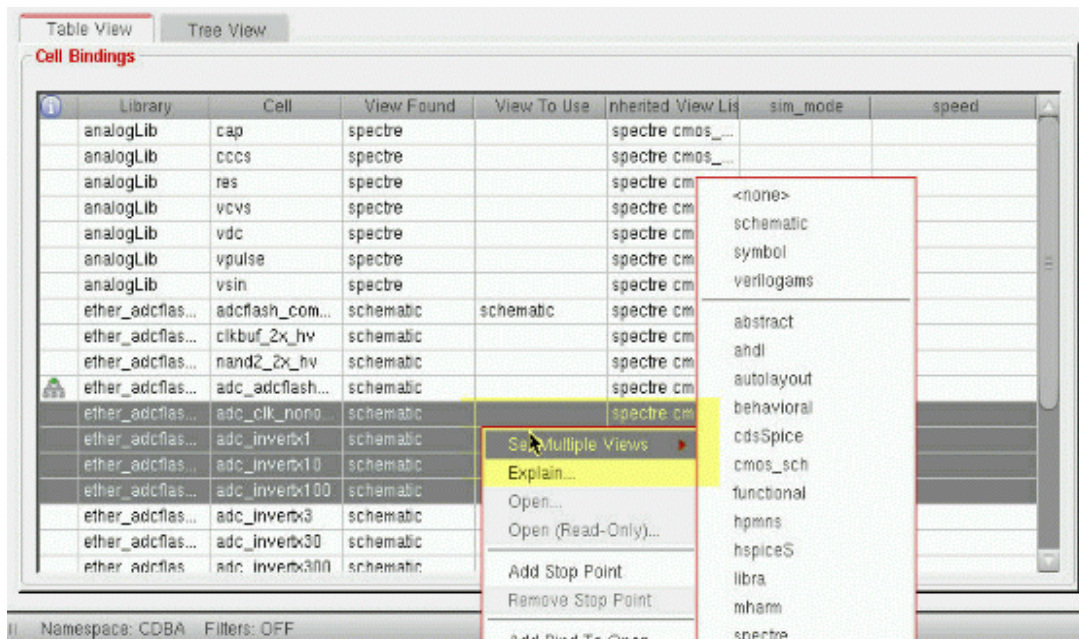 Table View Tree View
Cell Bindings
Library Cell View Found View To Use nherited View Lis sim_mode speed
analogLib cap spectre spectre cmos_...
analogLib cccs spectre spectre cmos_...
analogLib res spectre spectre cm
analogLib vcvs spectre spectre cm
analogLib vdc spectre spectre cm
analogLib vpulse spectre spectre cm
analogLib vsin spectre spectre cm
ether_adcflas... adcflash_com... schematic schematic spectre cm
ether_adcflas... clkbuf_2x_hv schematic spectre cm
ether_adcflas... nand2_2x_hv schematic spectre cm
ether_adcflas... adc_adcflash... schematic spectre cm
ether_adcflas... adc_clk_nono... schematic spectre cm
ether_adcflas... adc_invertx1 schematic
ether_adcflas... adc_invertx10 schematic
ether_adcflas... adc_invertx100 schematic
ether_adcflas... adc_invertx3 schematic
ether_adcflas... adc_invertx30 schematic
ether_adcflas adc_invertx300 schematic
Set Multiple Views
Explain...
Open...
Open (Read-Only)...
Add Stop Point
Remove Stop Point
Add Bind To Open
<none>
schematic
symbol
verilogams
abstract
ahdl
autolayout
behavioral
cdsSpice
cmos_sch
functional
hpmns
hspiceS
libra
mharm
spectre
Namespace: CDBA Filters: OFF